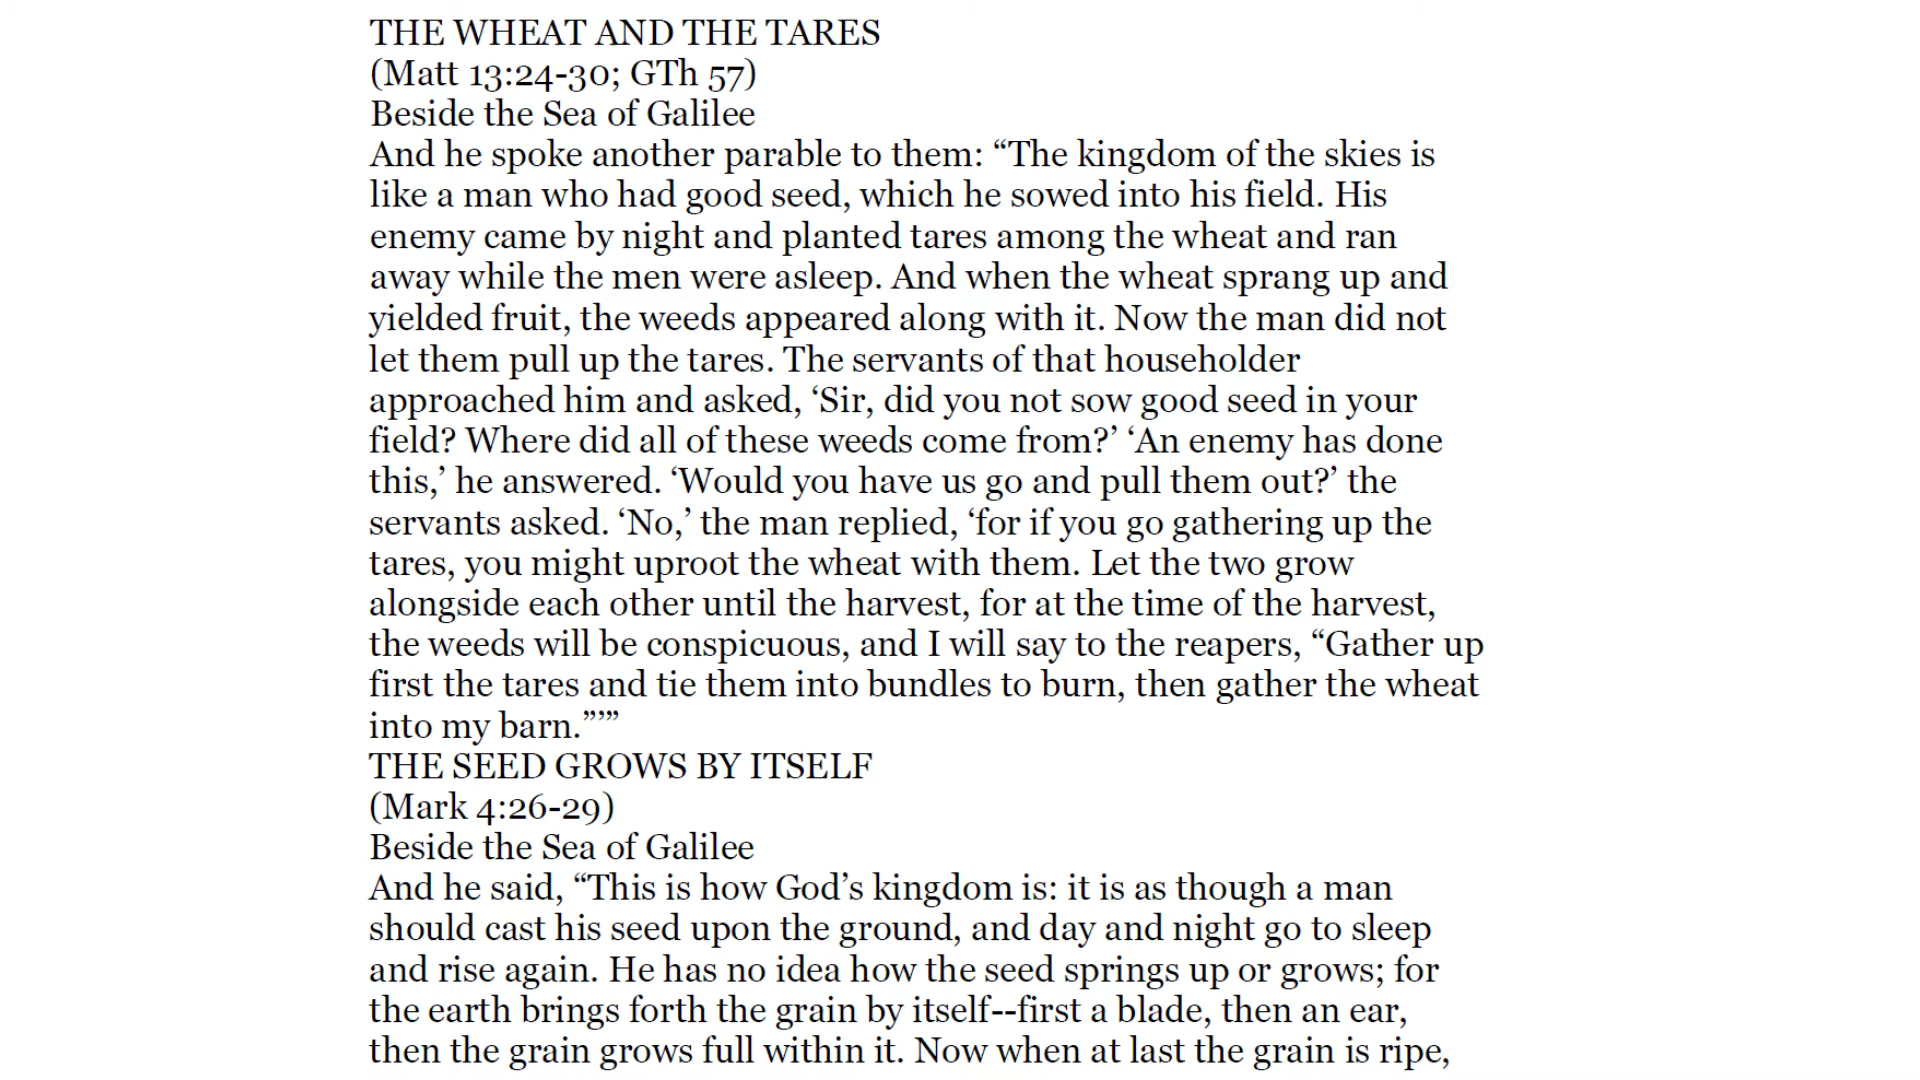 THE WHEAT AND THE TARES
(Matt 13:24-30; GTh 57)
Beside the Sea of Galilee
And he spoke another parable to them: “The kingdom of the skies is
like a man who had good seed, which he sowed into his field. His
enemy came by night and planted tares among the wheat and ran
away while the men were asleep. And when the wheat sprang up and
yielded fruit, the weeds appeared along with it. Now the man did not
let them pull up the tares. The servants of that householder
approached him and asked, ‘Sir, did you not sow good seed in your
field? Where did all of these weeds come from?’ ‘An enemy has done
this,’ he answered. ‘Would you have us go and pull them out?’ the
servants asked. ‘No,’ the man replied, ‘for if you go gathering up the
tares, you might uproot the wheat with them. Let the two grow
alongside each other until the harvest, for at the time of the harvest,
the weeds will be conspicuous, and I will say to the reapers, “Gather up
first the tares and tie them into bundles to burn, then gather the wheat
into my barn.”’”
THE SEED GROWS BY ITSELF
(Mark 4:26-29)
Beside the Sea of Galilee
And he said, “This is how God’s kingdom is: it is as though a man
should cast his seed upon the ground, and day and night go to sleep
and rise again. He has no idea how the seed springs up or grows; for
the earth brings forth the grain by itself--first a blade, then an ear,
then the grain grows full within it. Now when at last the grain is ripe,